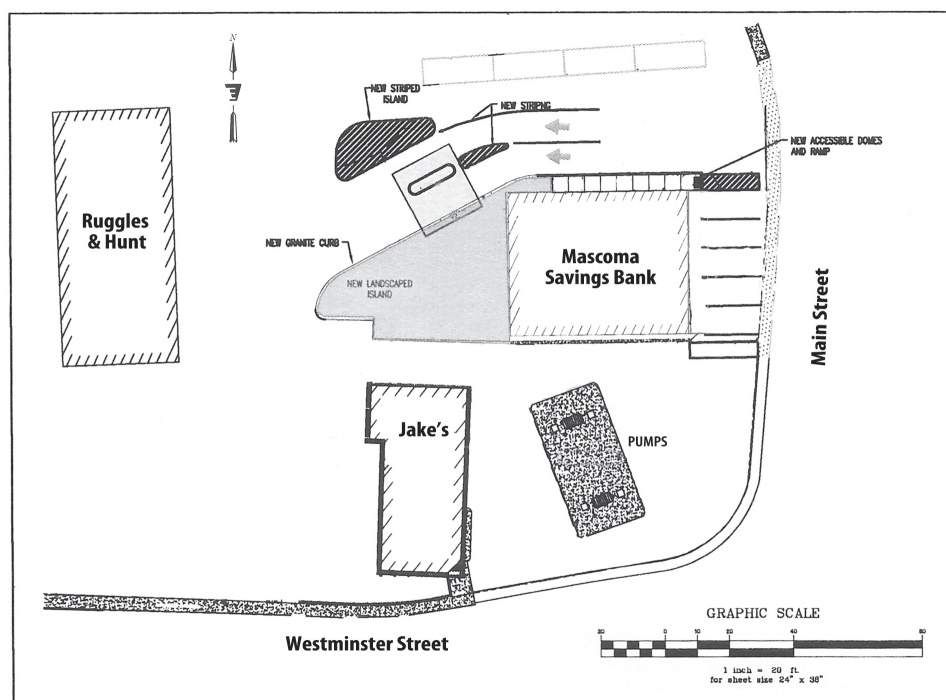 N
NEW STRIPED
ISLAND
NEW STRIPNG
NEW ACCESSIBLE DOMES
AND RAMP
Ruggles
& Hunt
NEW GRANITE CURB
NEW LANDSCAPED
ISLAND
Mascoma
Savings Bank
Main Street
Jake's
PUMPS
Westminster Street
GRAPHIC SCALE
20 0 10 20 40 80
1 inch = 20 ft.
for sheet size 24" x 36"